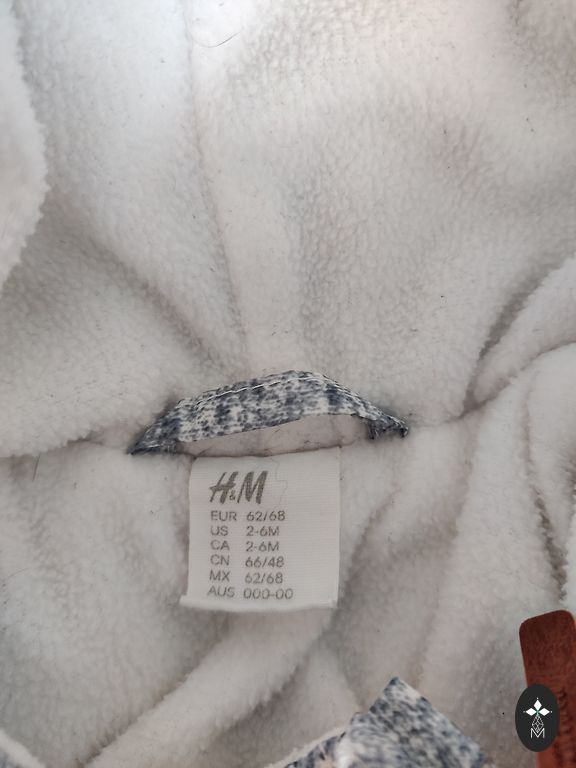 H&M
EUR 62/68
US 2-6M
CA 2-6M
CN 66/48
MX 62/68
AUS 000-00
M